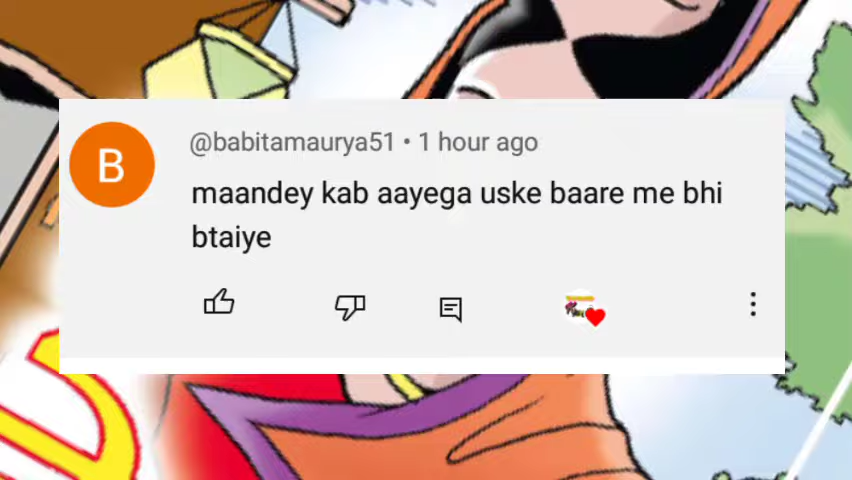 B
@babitamaurya51 • 1 hour ago
maandey kab aayega uske baare me bhi
btaiye